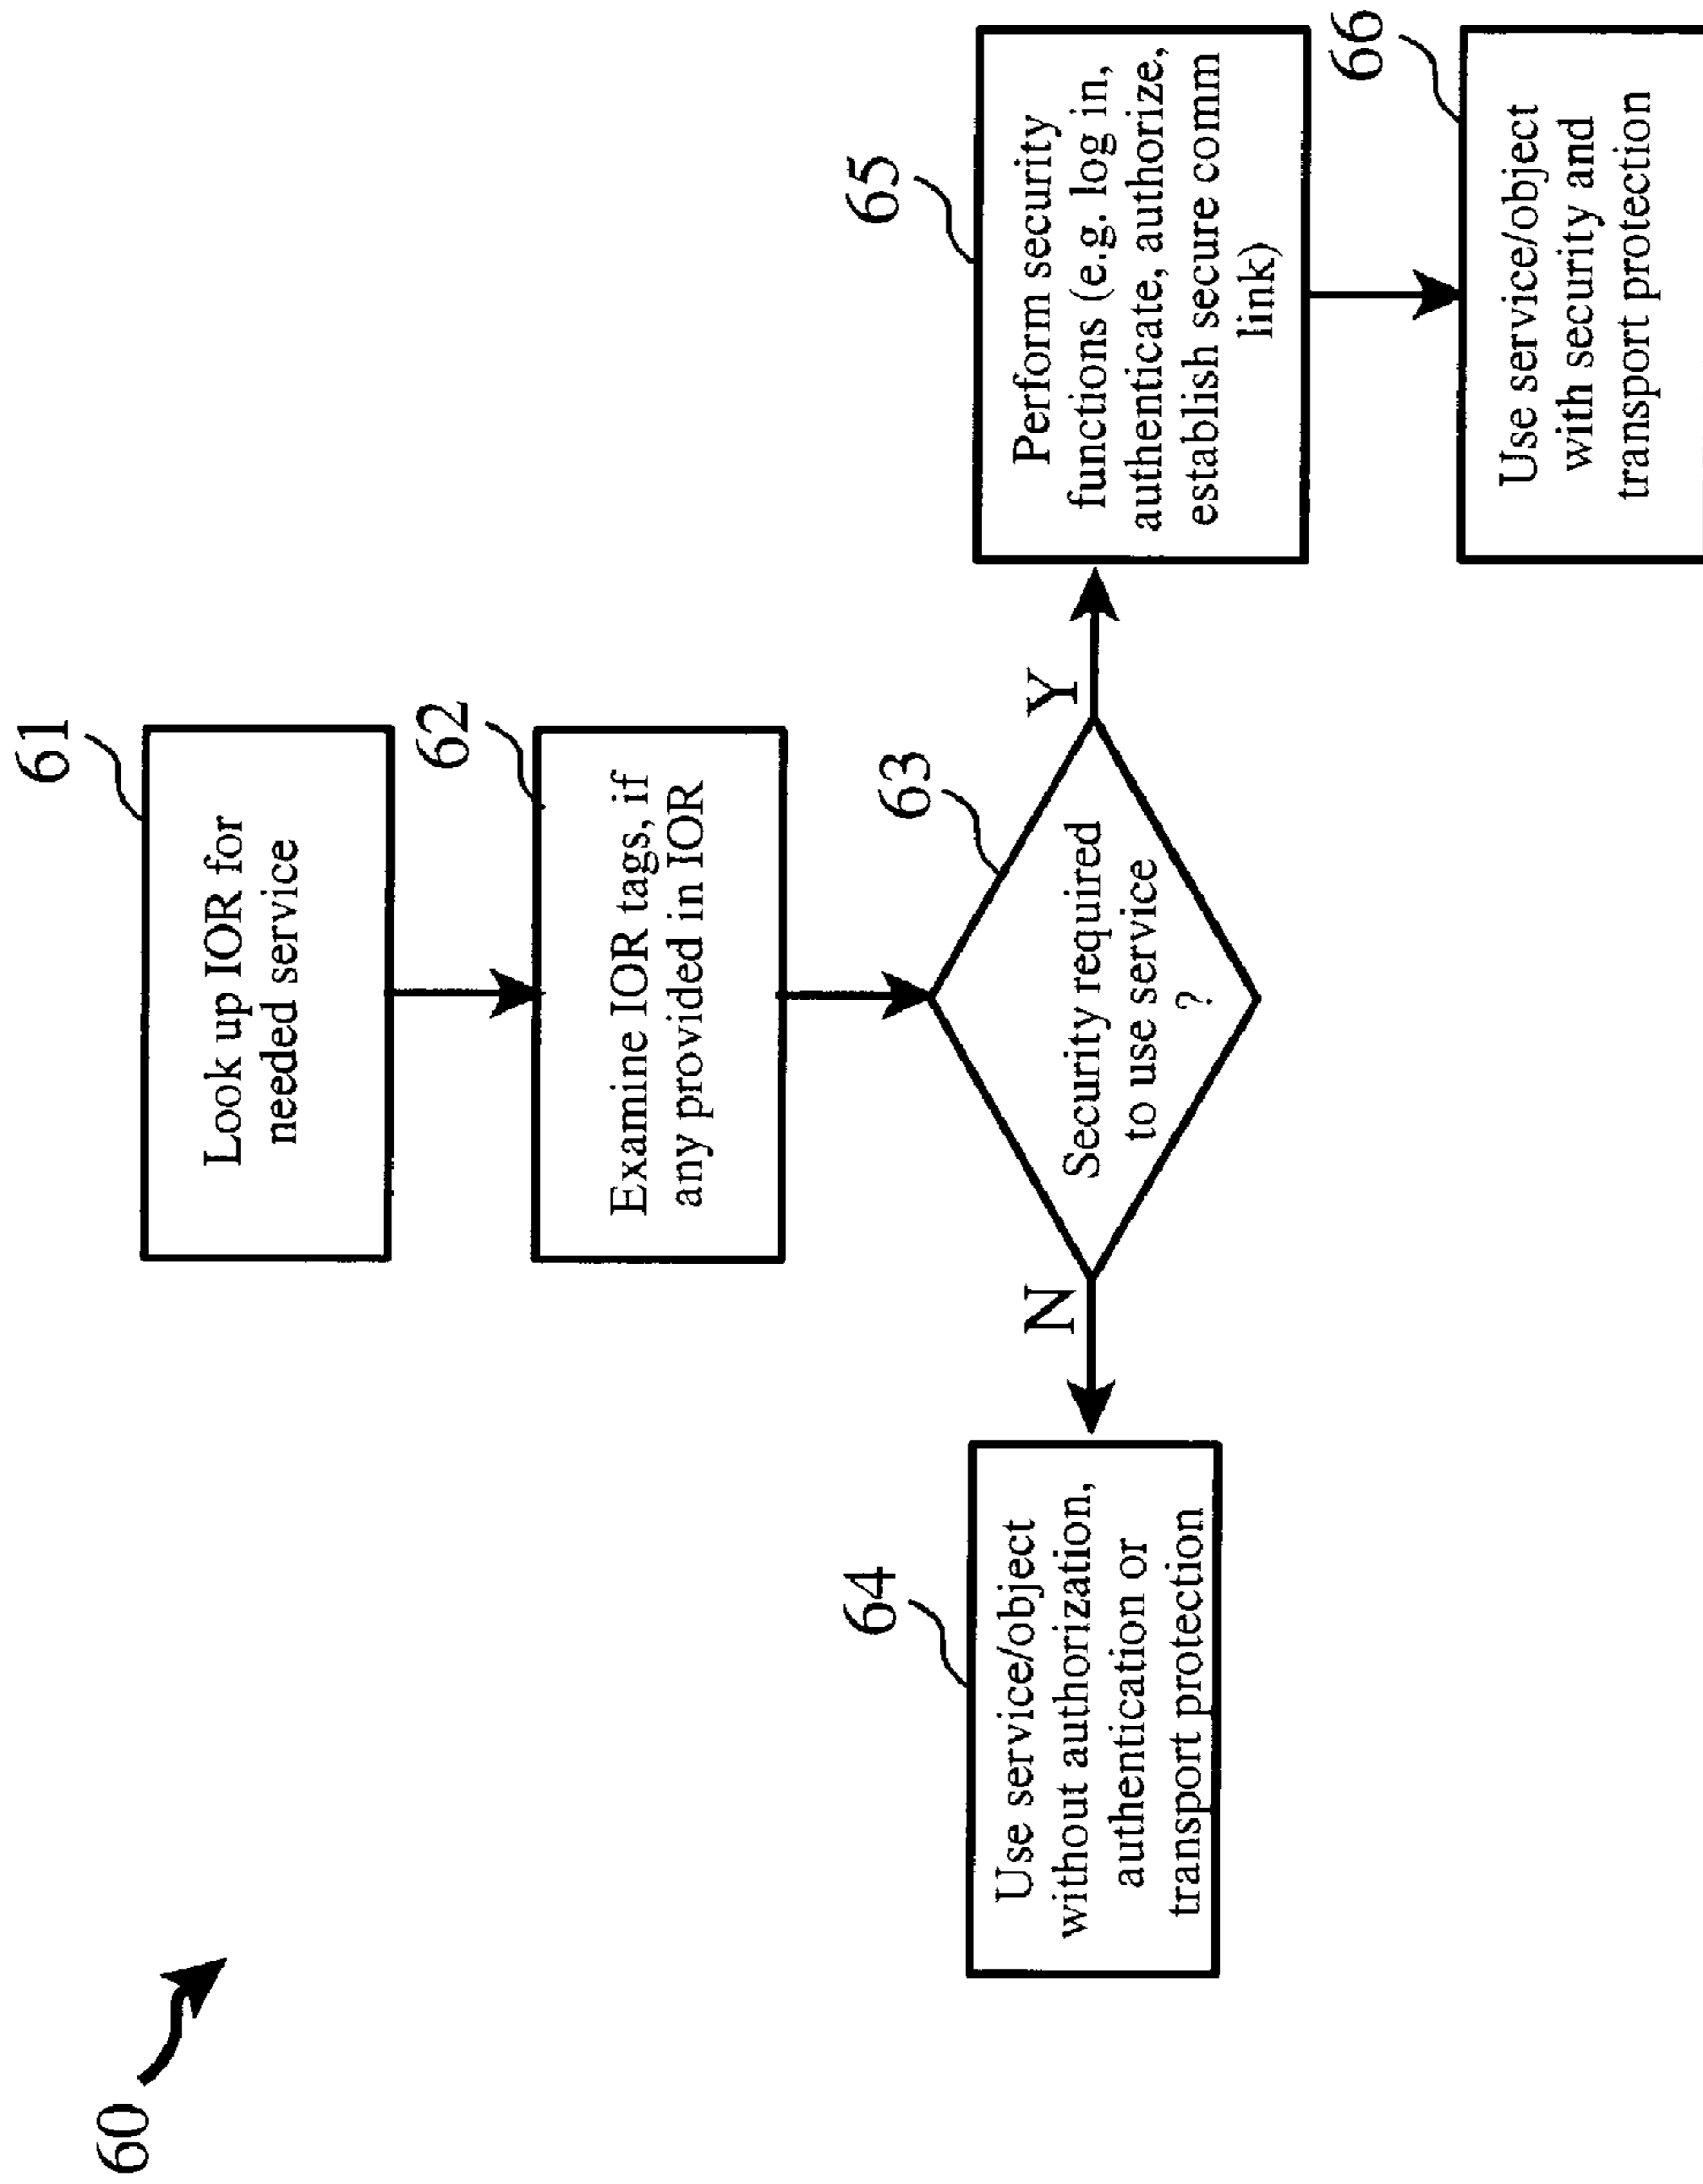 60
61
Look up IOR for
needed service
62
Examine IOR tags, if
any provided in IOR
63
Security required
to use service
?
N
Y
64
Use service/object
without authorization,
authentication or
transport protection
65
Perform security
functions (e.g. log in,
authenticate, authorize,
establish secure comm
link)
66
Use service/object
with security and
transport protection